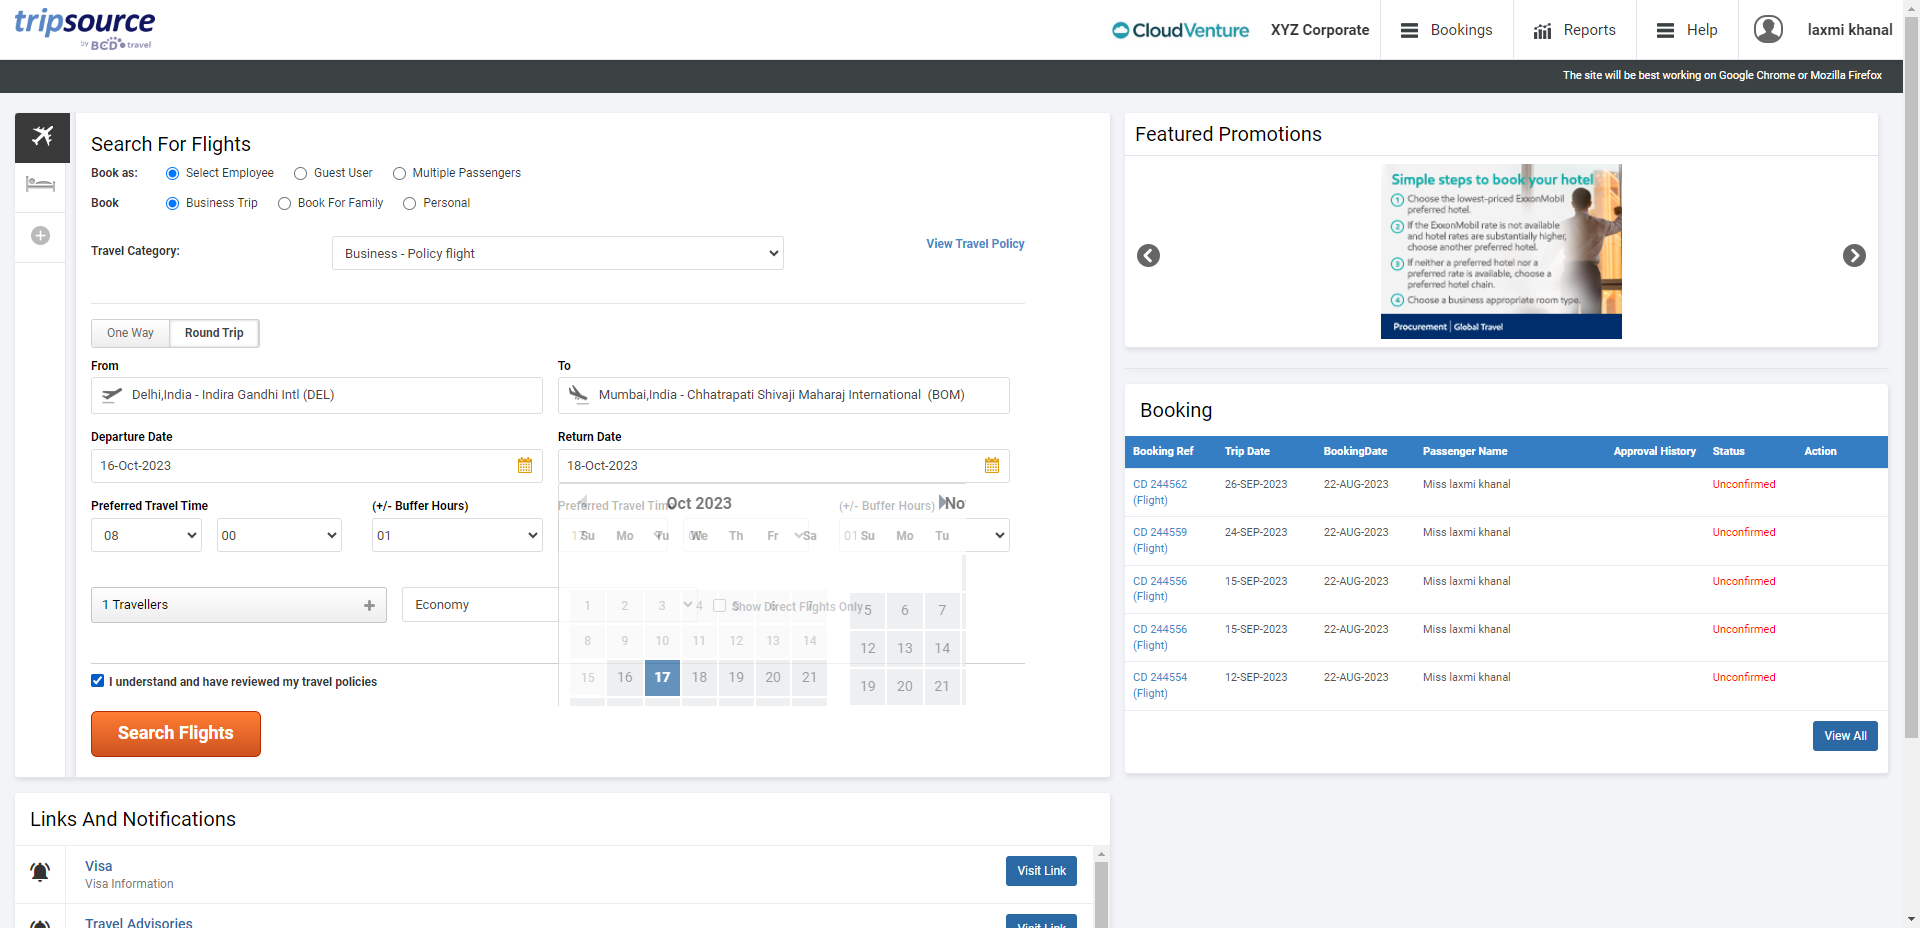 tripsource
by BCD travel
CloudVenture
XYZ Corporate
Bookings
Reports
Help
laxmi khanal
The site will be best working on Google Chrome or Mozilla Firefox
Search For Flights
Book as: Select Employee Guest User Multiple Passengers
Book Business Trip Book For Family Personal
Travel Category: Business - Policy flight View Travel Policy
One Way Round Trip
From To
Delhi,India - Indira Gandhi Intl (DEL) Mumbai,India - Chhatrapati Shivaji Maharaj International (BOM)
Departure Date Return Date
16-Oct-2023 18-Oct-2023
Preferred Travel Time (+/- Buffer Hours) Preferred Travel Time (+/- Buffer Hours)
08 00 01 01
Oct 2023 No
Su Mo Tu We Th Fr Sa Su Mo Tu
1 Travellers Economy Show Direct Flights Only
1 2 3 4 5 6 7 5 6 7
8 9 10 11 12 13 14 12 13 14
15 16 17 18 19 20 21 19 20 21
I understand and have reviewed my travel policies
Search Flights
Featured Promotions
Simple steps to book your hotel
1 Choose the lowest-priced ExxonMobil
preferred hotel.
2 If the ExxonMobil rate is not available
and hotel rates are substantially higher,
choose another preferred hotel.
3 If neither a preferred hotel nor a
preferred rate is available, choose a
preferred hotel chain.
4 Choose a business appropriate room type.
Procurement | Global Travel
Booking
Booking Ref Trip Date BookingDate Passenger Name Approval History Status Action
CD 244562 26-SEP-2023 22-AUG-2023 Miss laxmi khanal Unconfirmed
(Flight)
CD 244559 24-SEP-2023 22-AUG-2023 Miss laxmi khanal Unconfirmed
(Flight)
CD 244556 15-SEP-2023 22-AUG-2023 Miss laxmi khanal Unconfirmed
(Flight)
CD 244556 15-SEP-2023 22-AUG-2023 Miss laxmi khanal Unconfirmed
(Flight)
CD 244554 12-SEP-2023 22-AUG-2023 Miss laxmi khanal Unconfirmed
(Flight)
View All
Links And Notifications
Visa
Visa Information
Visit Link
Travel Advisories
Visit Link